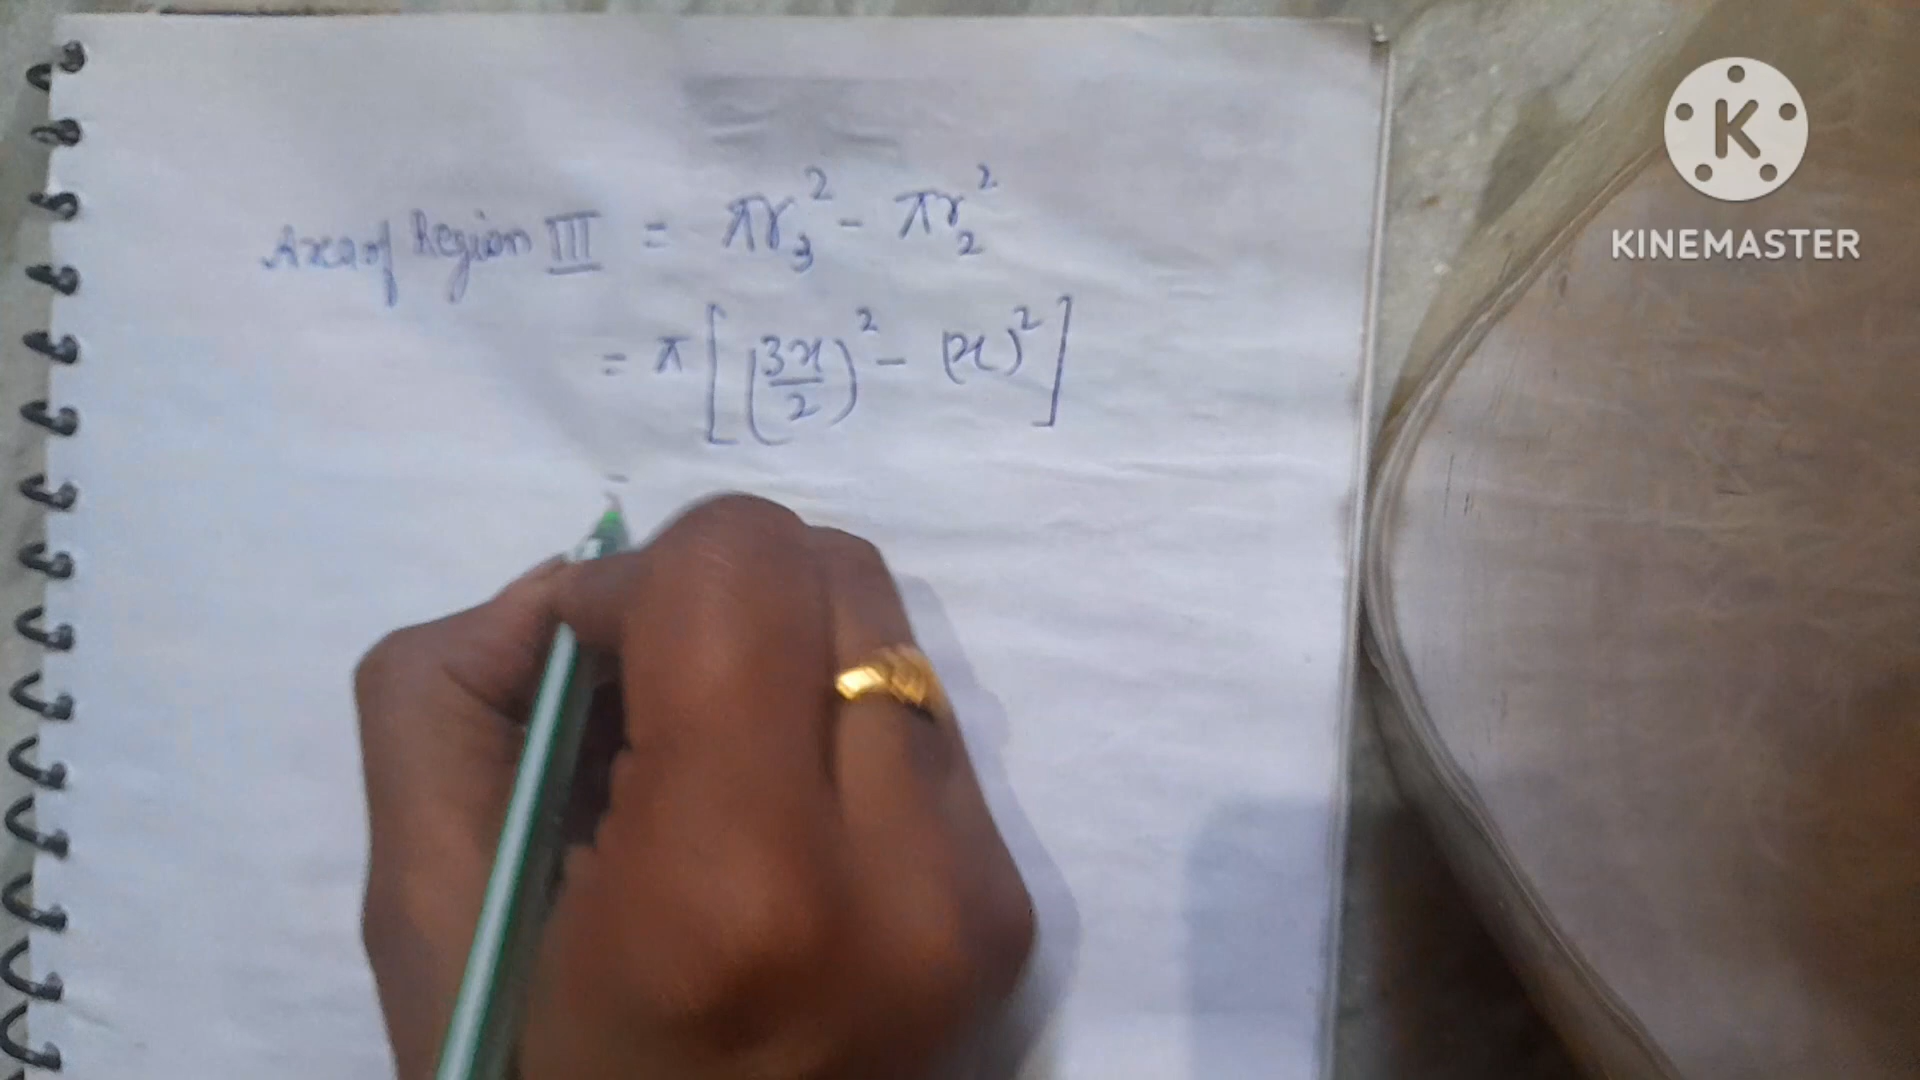 Area of Region III = πr₃² - πr₂²
= π [(3x/2)² - (x)²]
K
KINEMASTER